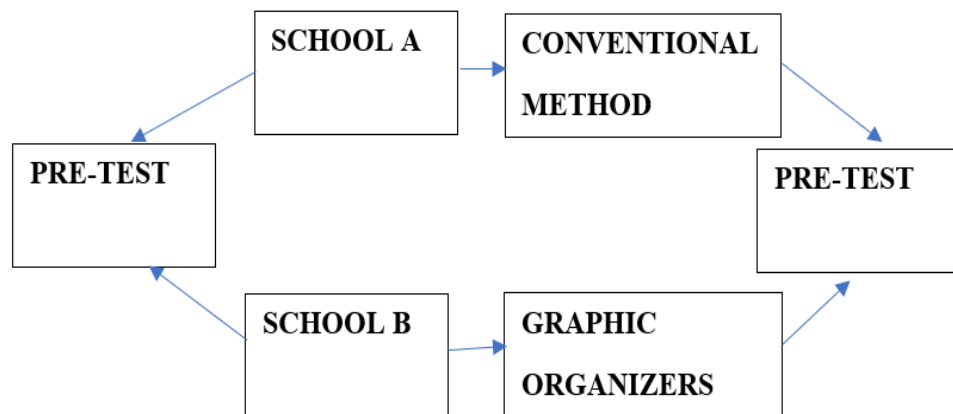 SCHOOL A
CONVENTIONAL
METHOD
PRE-TEST
PRE-TEST
SCHOOL B
GRAPHIC
ORGANIZERS